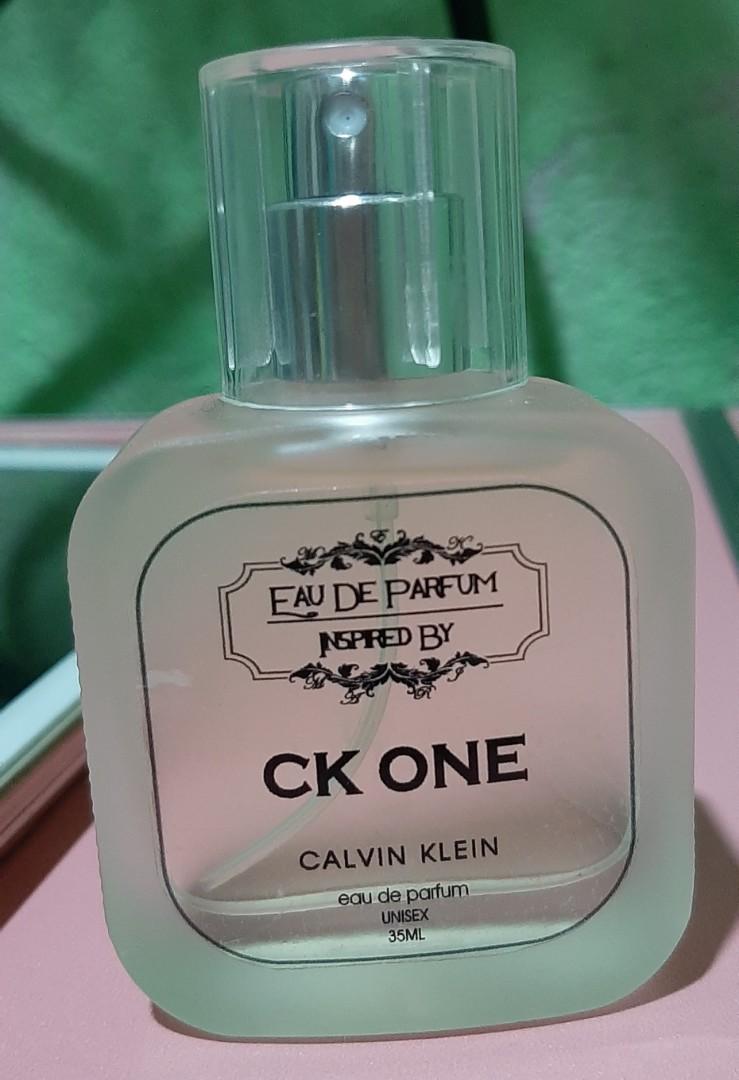 EAU DE PARFUM
INSPIRED BY
CK ONE
CALVIN KLEIN
eau de parfum
UNISEX
35ML